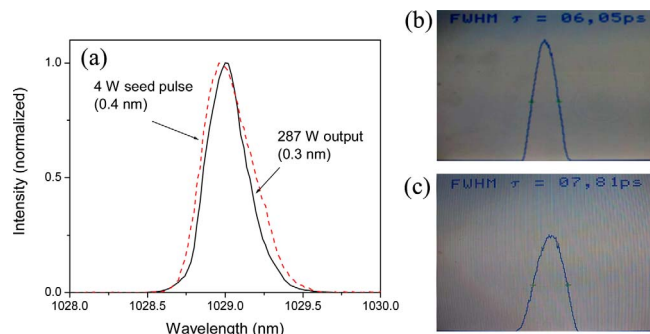 (a)
4 W seed pulse
(0.4 nm)
287 W output
(0.3 nm)
Intensity (normalized)
1.0
0.5
0.0
1028.0
1028.5
1029.0
1029.5
1030.0
Wavelength (nm)
(b)
FWHM τ = 06,05ps
(c)
FWHM τ = 07,81ps